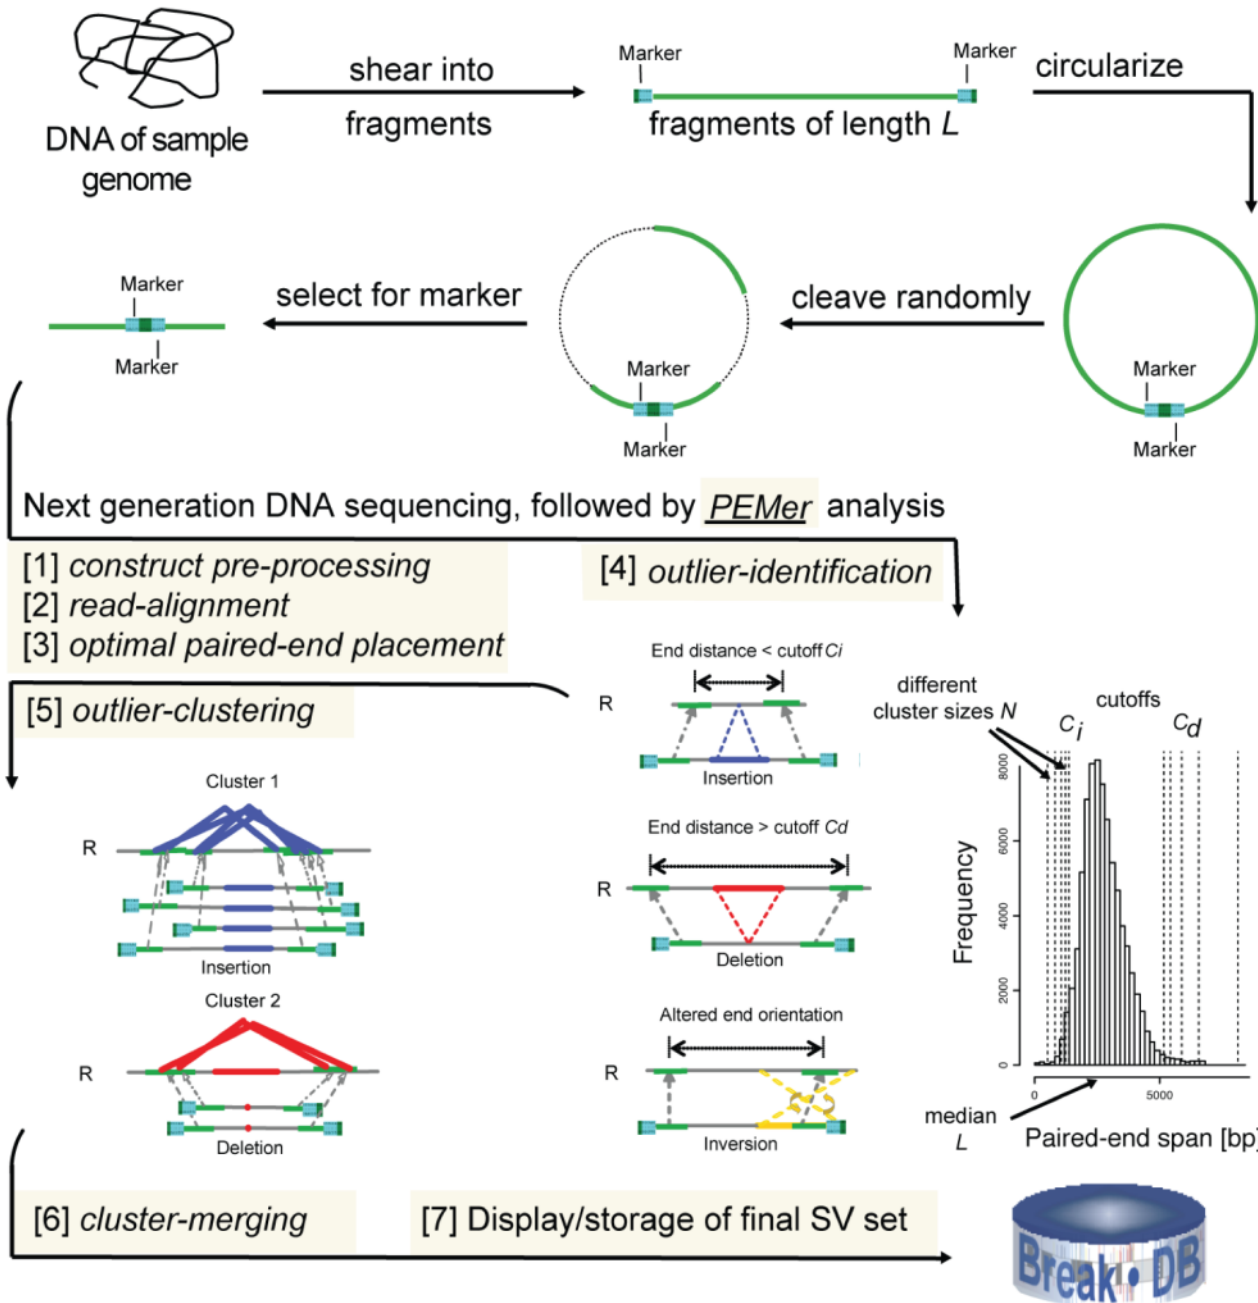 shear into
fragments
DNA of sample
genome
Marker
Marker
fragments of length L
circularize
Marker
Marker
select for marker
Marker
Marker
cleave randomly
Marker
Marker
Next generation DNA sequencing, followed by PEMer analysis
[1] construct pre-processing
[2] read-alignment
[3] optimal paired-end placement
[4] outlier-identification
End distance < cutoff Ci
R
Insertion
End distance > cutoff Cd
R
Deletion
Altered end orientation
R
Inversion
different
cluster sizes N
cutoffs
Ci
Cd
Frequency
0
2000
4000
6000
8000
0
5000
median
L
Paired-end span [bp]
[5] outlier-clustering
Cluster 1
R
Insertion
Cluster 2
R
Deletion
[6] cluster-merging
[7] Display/storage of final SV set
Break • DB